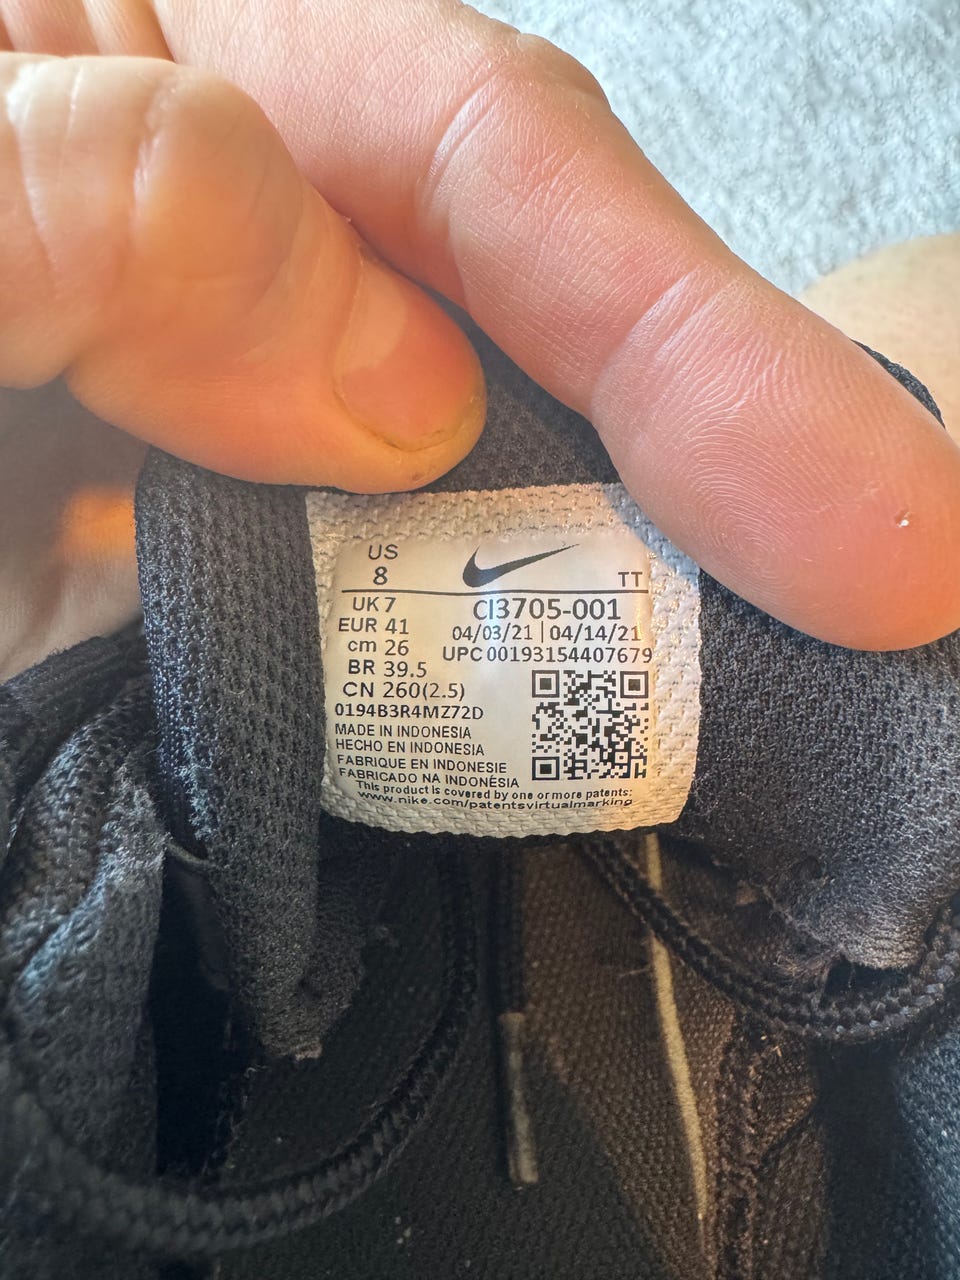 US
8
TT
UK 7
EUR 41
cm 26
BR 39.5
CN 260(2.5)
CI3705-001
04/03/21 | 04/14/21
UPC 00193154407679
0194B3R4MZ72D
MADE IN INDONESIA
HECHO EN INDONESIA
FABRIQUE EN INDONESIE
FABRICADO NA INDONÉSIA
This product is covered by one or more patents:
www.nike.com/patentsvirtualmarking